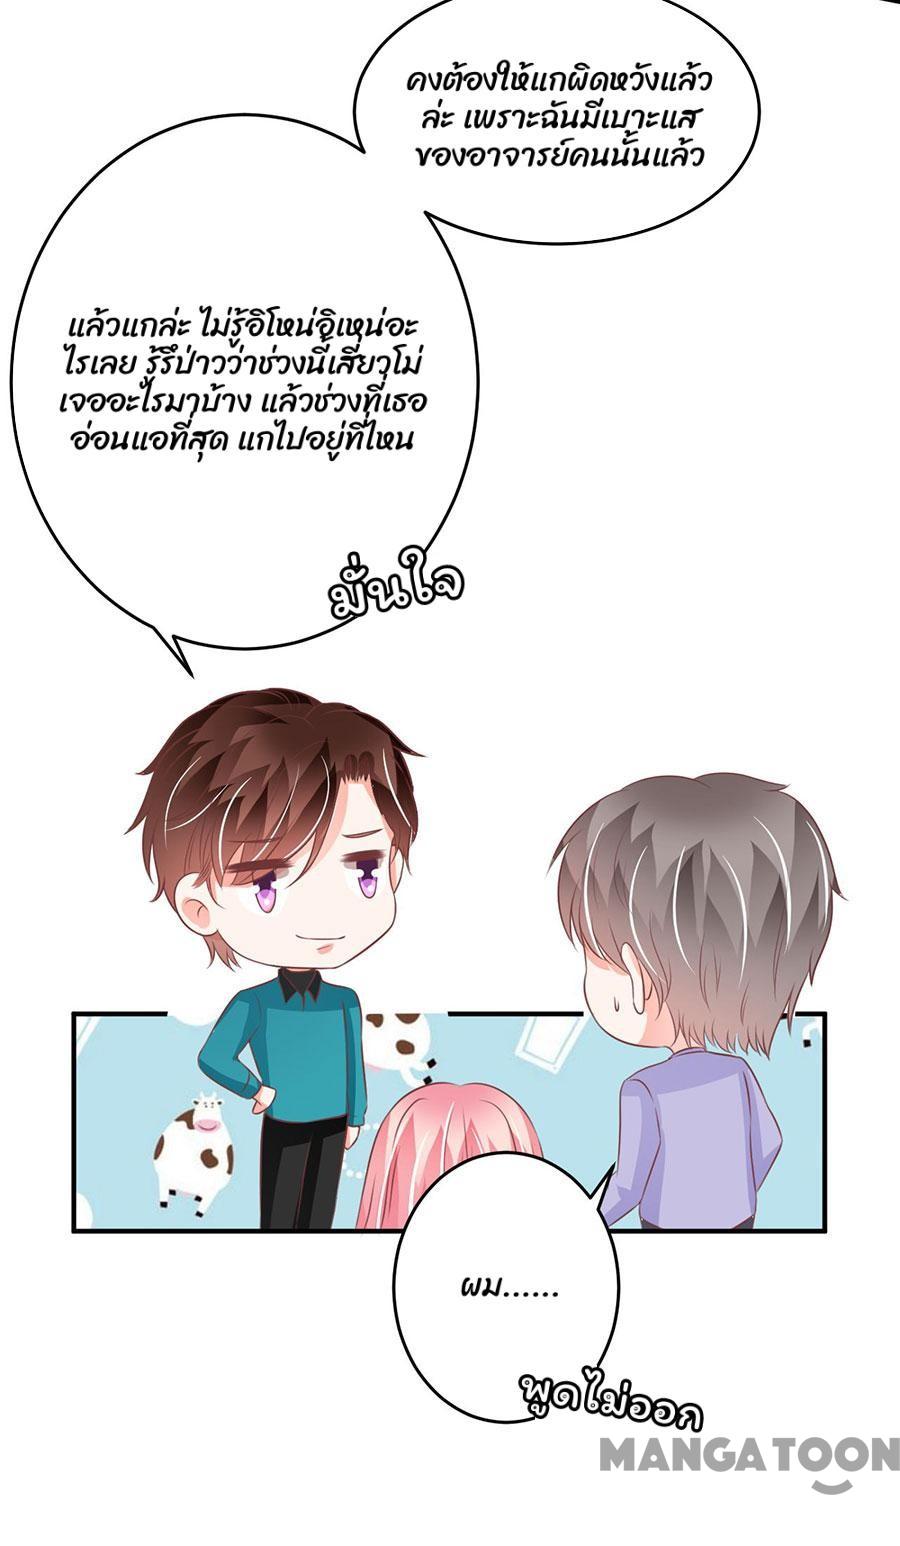 คงต้องให้แกผิดหวังแล้ว
ล่ะ เพราะฉันมีเบาะแส
ของอาจารย์คนนั้นแล้ว
แล้วแกล่ะ ไม่รู้อิโหน่อิเหน่อะ
ไรเลย รู้รึป่าวว่าช่วงนี้เสี่ยวโม่
เจออะไรมาบ้าง แล้วช่วงที่เธอ
อ่อนแอที่สุด แกไปอยู่ที่ไหน
มั่นใจ
ผม......
พูดไม่ออก
MANGATOON